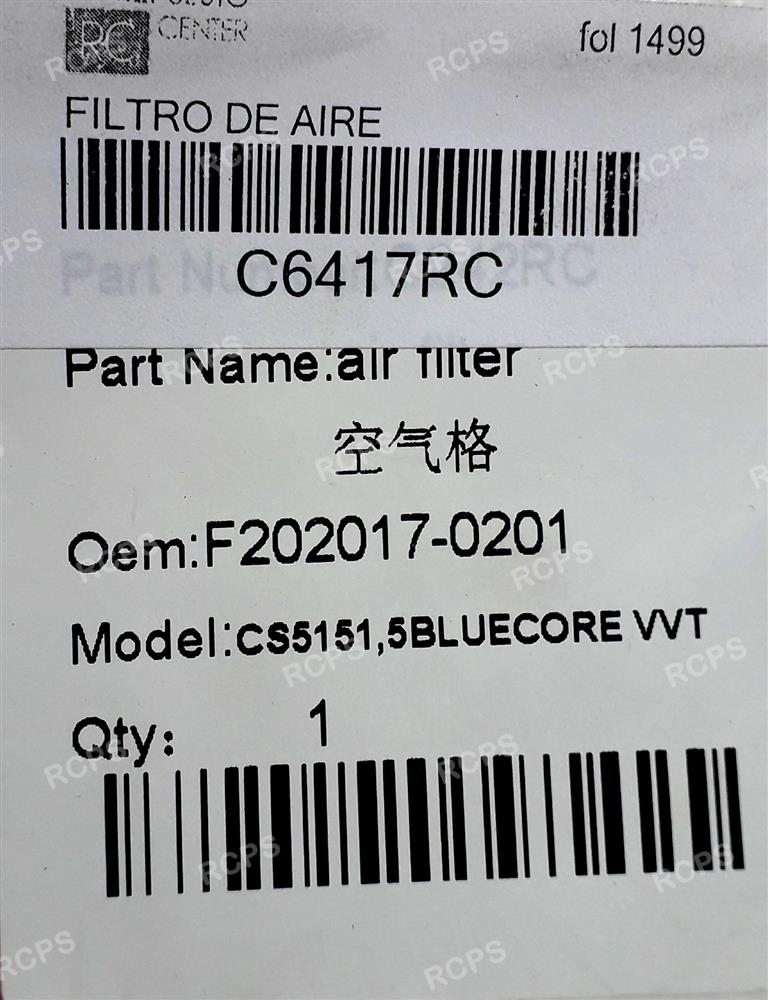 RC CENTER
fol 1499
FILTRO DE AIRE
C6417RC
Part Name:air filter
空气格
Oem:F202017-0201
Model:CS5151,5BLUECORE VVT
Qty: 1
RCPS